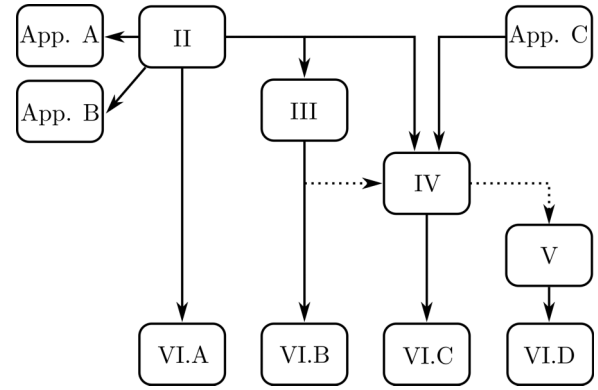 App. A
II
App. C
App. B
III
IV
V
VI.A
VI.B
VI.C
VI.D